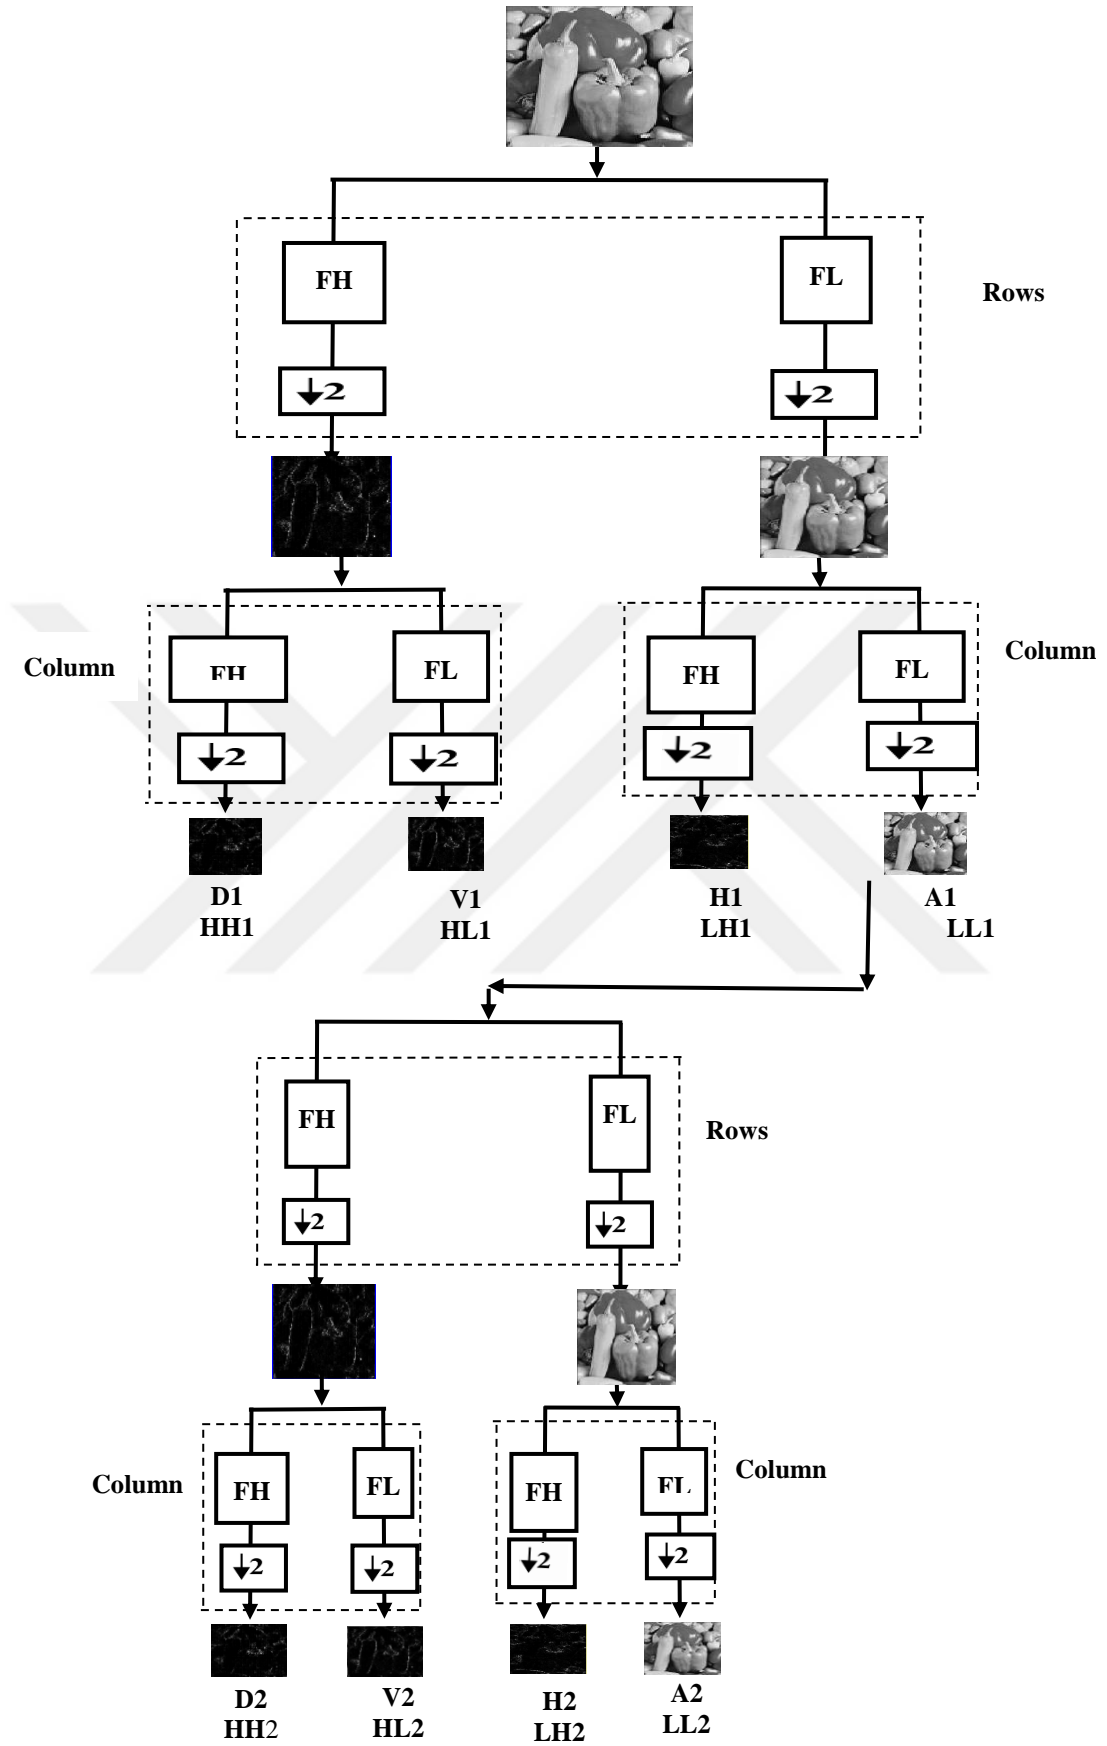 FH
FL
Rows
↓2
↓2
Column
FH
FL
FH
FL
Column
↓2
↓2
↓2
↓2
D1
HH1
V1
HL1
H1
LH1
A1
LL1
FH
FL
Rows
↓2
↓2
Column
FH
FL
FH
FL
Column
↓2
↓2
↓2
↓2
D2
HH2
V2
HL2
H2
LH2
A2
LL2